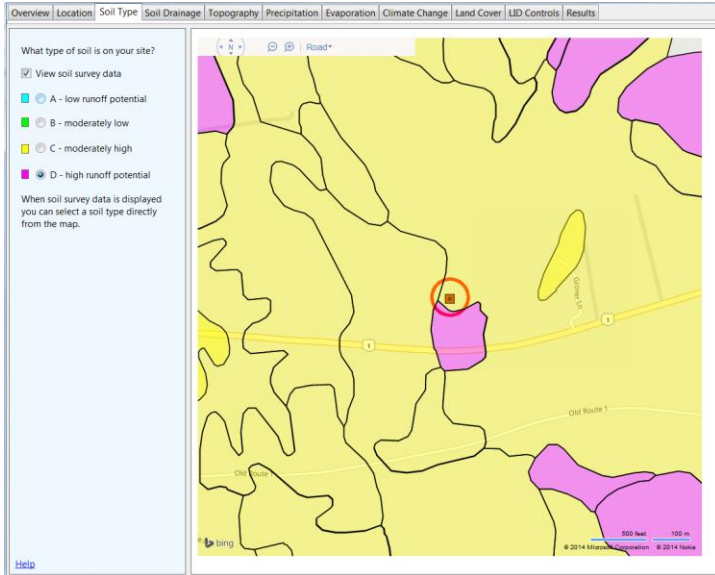 Overview Location Soil Type Soil Drainage Topography Precipitation Evaporation Climate Change Land Cover LID Controls Results
What type of soil is on your site?
View soil survey data
A - low runoff potential
B - moderately low
C - moderately high
D - high runoff potential
When soil survey data is displayed
you can select a soil type directly
from the map.
Help
N
Road
Groner Ln
1
1
Old Route 1
Old Route 1
bing
500 feet 100 m
© 2014 Microsoft Corporation © 2014 Nokia